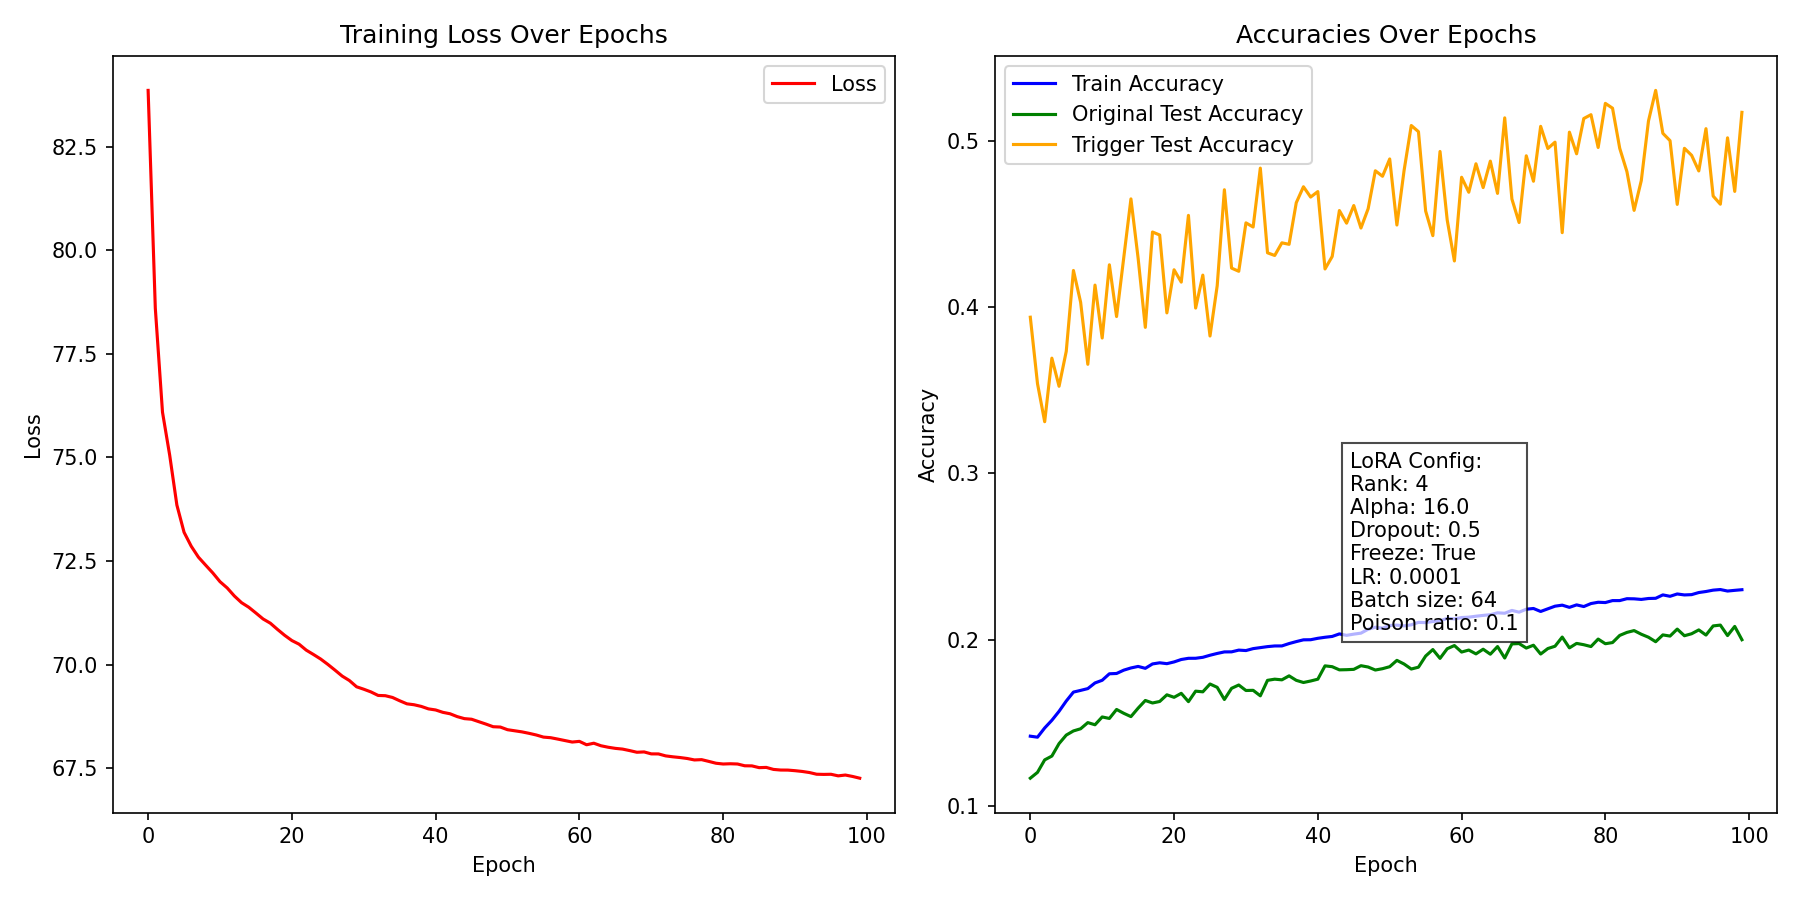 Training Loss Over Epochs
Loss
82.5
80.0
77.5
75.0
72.5
70.0
67.5
Loss
0 20 40 60 80 100
Epoch
Accuracies Over Epochs
Train Accuracy
Original Test Accuracy
Trigger Test Accuracy
0.5
0.4
0.3
0.2
0.1
Accuracy
LoRA Config:
Rank: 4
Alpha: 16.0
Dropout: 0.5
Freeze: True
LR: 0.0001
Batch size: 64
Poison ratio: 0.1
0 20 40 60 80 100
Epoch